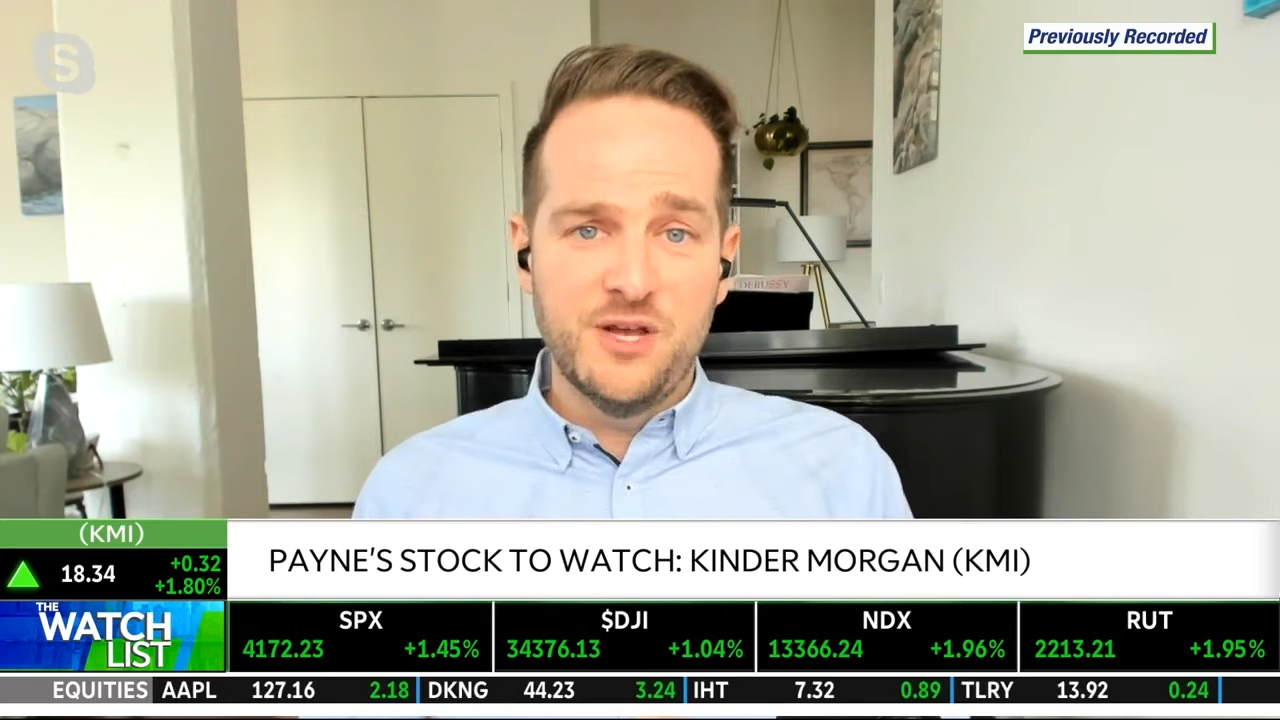 S
Previously Recorded
DEBUSSY
(KMI)
18.34
+0.32
+1.80%
PAYNE'S STOCK TO WATCH: KINDER MORGAN (KMI)
THE
WATCH
LIST
SPX
4172.23 +1.45%
$DJI
34376.13 +1.04%
NDX
13366.24 +1.96%
RUT
2213.21 +1.95%
EQUITIES AAPL 127.16 2.18 DKNG 44.23 3.24 IHT 7.32 0.89 TLRY 13.92 0.24